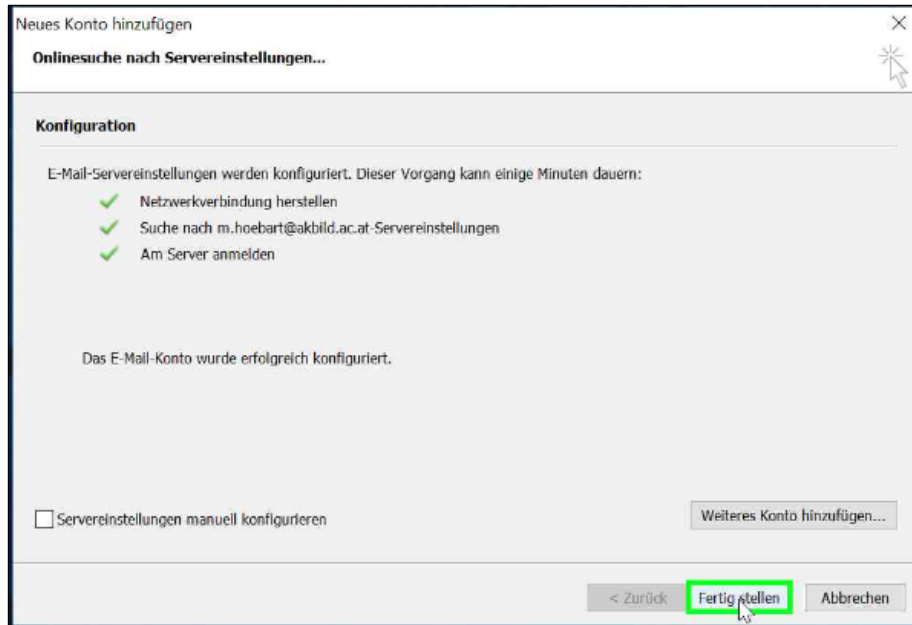 Neues Konto hinzufügen
Onlinesuche nach Servereinstellungen...
Konfiguration
E-Mail-Servereinstellungen werden konfiguriert. Dieser Vorgang kann einige Minuten dauern:
Netzwerkverbindung herstellen
Suche nach m.hoebart@akbild.ac.at-Servereinstellungen
Am Server anmelden
Das E-Mail-Konto wurde erfolgreich konfiguriert.
Servereinstellungen manuell konfigurieren
Weiteres Konto hinzufügen...
< Zurück
Fertig stellen
Abbrechen